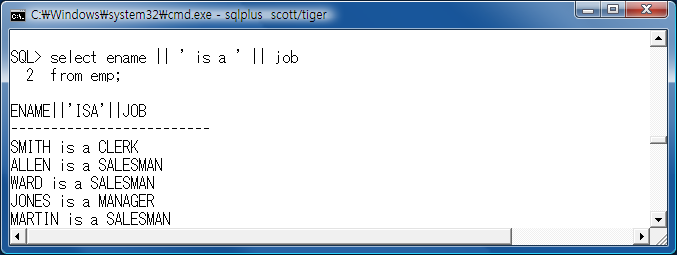 C:₩Windows₩system32₩cmd.exe - sqlplus  scott/tiger
SQL> select ename || ' is a ' || job
  2  from emp;
ENAME||'ISA'||JOB
-------------------------
SMITH is a CLERK
ALLEN is a SALESMAN
WARD is a SALESMAN
JONES is a MANAGER
MARTIN is a SALESMAN